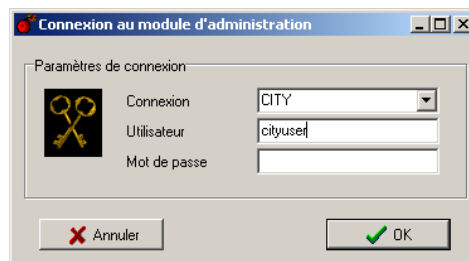 Connexion au module d'administration
Paramètres de connexion
Connexion CITY
Utilisateur cityuser
Mot de passe
Annuler OK